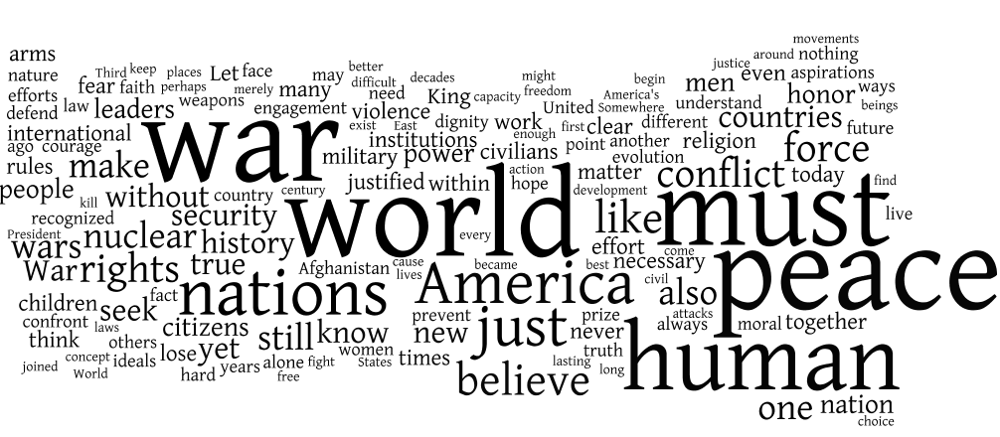 movements
arms around nothing
nature Third keep places Let face may better decades might justice even aspirations
efforts fear faith perhaps merely many difficult need King capacity freedom begin men honor ways
defend law leaders weapons engagement violence United Somewhere America's understand beings
international war exist East dignity work first clear different countries future
ago courage institutions enough point another religion force
rules make military power civilians evolution
people without country century justified within action hope matter conflict today find
kill development
recognized security world like must live
President wars nuclear history every effort come
War rights true Afghanistan cause lives became best necessary peace
children seek fact nations America civil also
confront laws citizens still know prevent new just prize never attacks always moral together
think others yet women times truth human
joined concept ideals lose hard years alone fight States lasting long
World free believe
one nation
choice